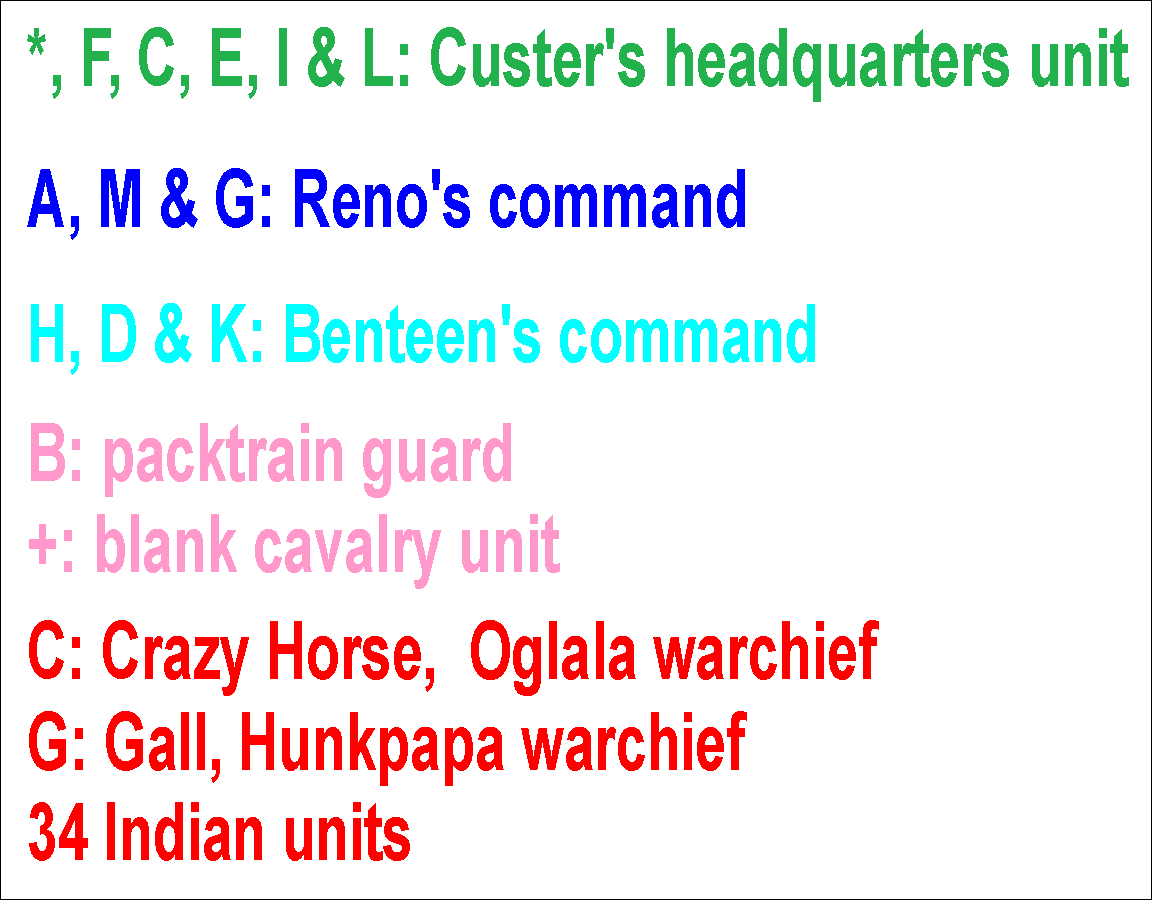 *, F, C, E, I & L: Custer's headquarters unit
A, M & G: Reno's command
H, D & K: Benteen's command
B: packtrain guard
+: blank cavalry unit
C: Crazy Horse,  Oglala warchief
G: Gall, Hunkpapa warchief
34 Indian units